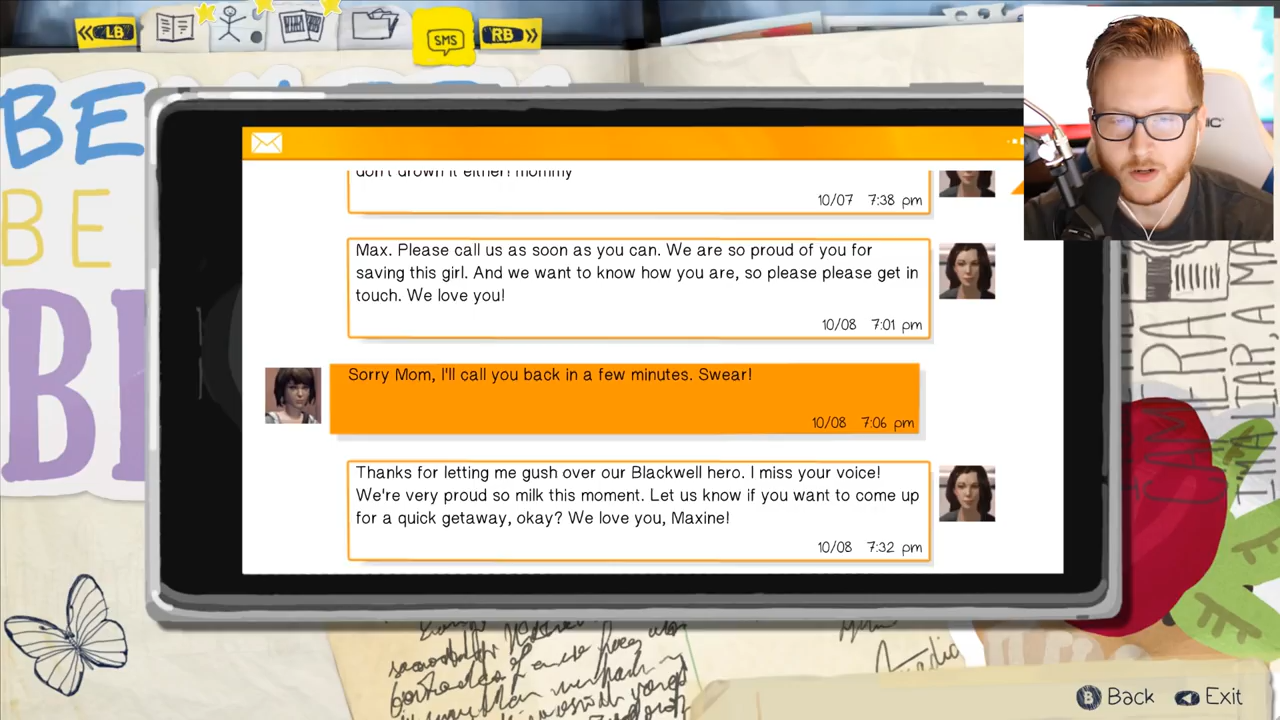 LB
SMS
RB
BE
BE
don't drown it either! mommy
10/07 7:38 pm
Max. Please call us as soon as you can. We are so proud of you for
saving this girl. And we want to know how you are, so please please get in
touch. We love you!
10/08 7:01 pm
Sorry Mom, I'll call you back in a few minutes. Swear!
10/08 7:06 pm
Thanks for letting me gush over our Blackwell hero. I miss your voice!
We're very proud so milk this moment. Let us know if you want to come up
for a quick getaway, okay? We love you, Maxine!
10/08 7:32 pm
CAMERA
B Back
Exit